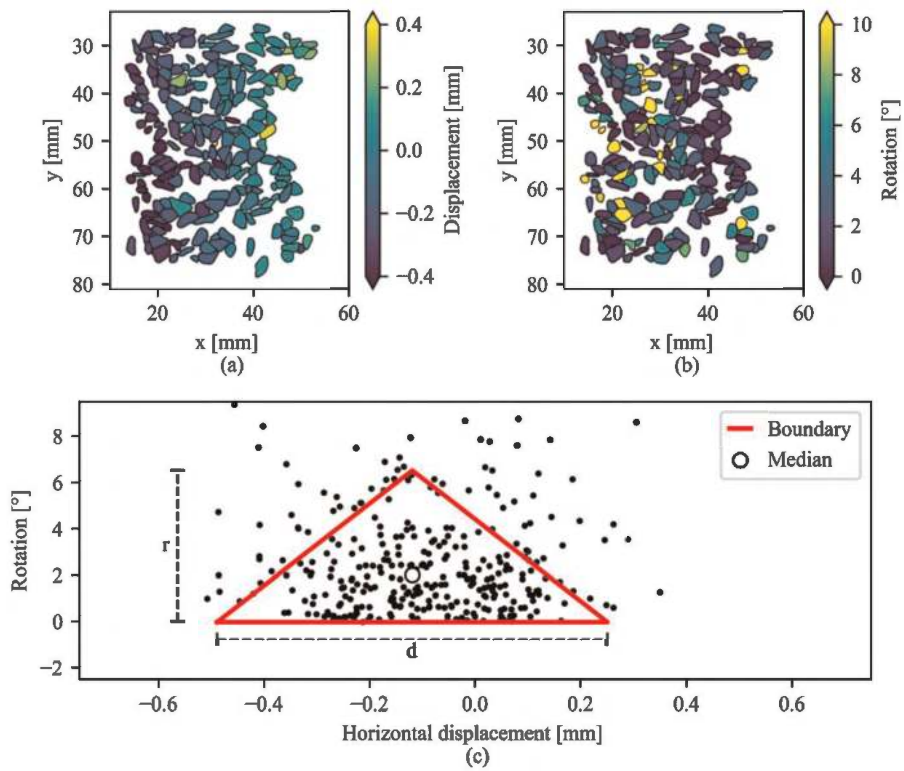 0.4
0.2
0.0
−0.2
−0.4
Displacement [mm]
30
40
50
60
70
80
y [mm]
20
40
60
x [mm]
(a)
10
8
6
4
2
0
Rotation [°]
30
40
50
60
70
80
y [mm]
20
40
60
x [mm]
(b)
Boundary
Median
8
6
4
2
0
−2
Rotation [°]
r
d
−0.6
−0.4
−0.2
0.0
0.2
0.4
0.6
Horizontal displacement [mm]
(c)